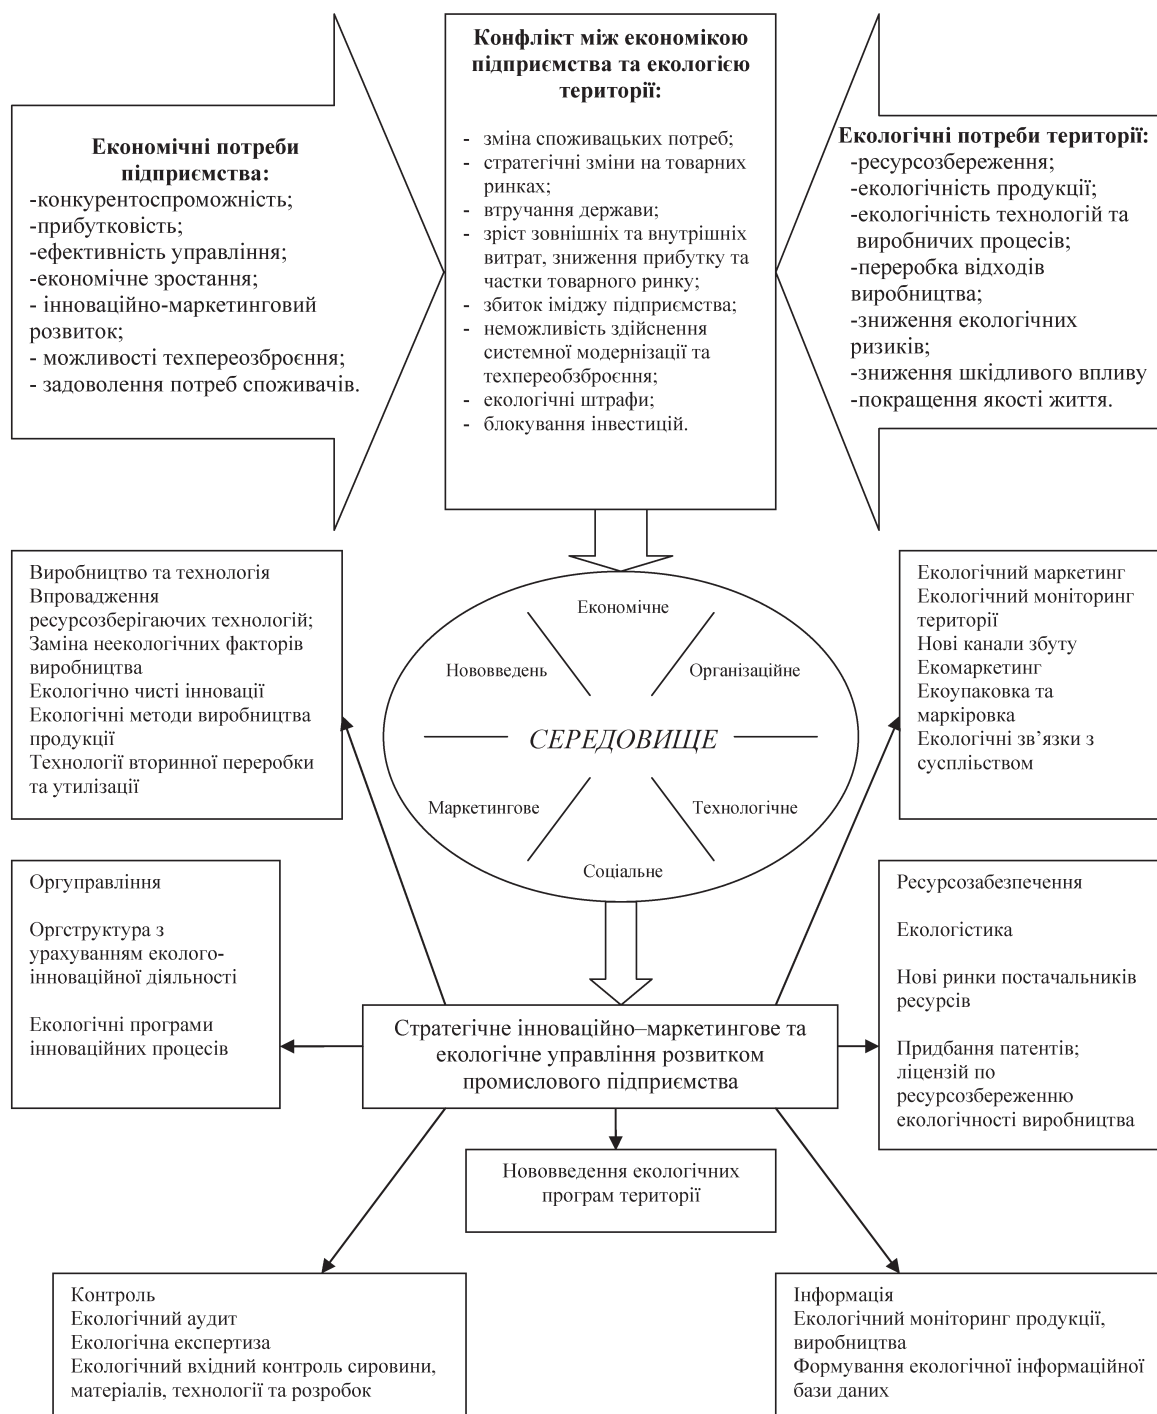 Економічні потреби
підприємства:
-конкурентоспроможність;
-прибутковість;
-ефективність управління;
-економічне зростання;
- інноваційно-маркетинговий
розвиток;
- можливості техпереозброєння;
- задоволення потреб споживачів.
Конфлікт між економікою
підприємства та екологією
території:
- зміна споживацьких потреб;
- стратегічні зміни на товарних
ринках;
- втручання держави;
- зріст зовнішніх та внутрішніх
витрат, зниження прибутку та
частки товарного ринку;
- збиток іміджу підприємства;
- неможливість здійснення
системної модернізації та
техпереобзброєння;
- екологічні штрафи;
- блокування інвестицій.
Екологічні потреби території:
-ресурсозбереження;
-екологічність продукції;
-екологічність технологій та
виробничих процесів;
-переробка відходів
виробництва;
-зниження екологічних
ризиків;
-зниження шкідливого впливу
-покращення якості життя.
Виробництво та технологія
Впровадження
ресурсозберігаючих технологій;
Заміна неекологічних факторів
виробництва
Екологічно чисті інновації
Екологічні методи виробництва
продукції
Технології вторинної переробки
та утилізації
Економічне
Нововведень
Організаційне
СЕРЕДОВИЩЕ
Маркетингове
Технологічне
Соціальне
Екологічний маркетинг
Екологічний моніторинг
території
Нові канали збуту
Екомаркетинг
Екоупаковка та
маркіровка
Екологічні зв’язки з
суспліьством
Оргуправління
Оргструктура з
урахуванням еколого-
інноваційної діяльності
Екологічні програми
інноваційних процесів
Стратегічне інноваційно–маркетингове та
екологічне управління розвитком
промислового підприємства
Ресурсозабезпечення
Екологістика
Нові ринки постачальників
ресурсів
Придбання патентів;
ліцензій по
ресурсозбереженню
екологічності виробництва
Нововведення екологічних
програм території
Контроль
Екологічний аудит
Екологічна експертиза
Екологічний вхідний контроль сировини,
матеріалів, технології та розробок
Інформація
Екологічний моніторинг продукції,
виробництва
Формування екологічної інформаційної
бази даних